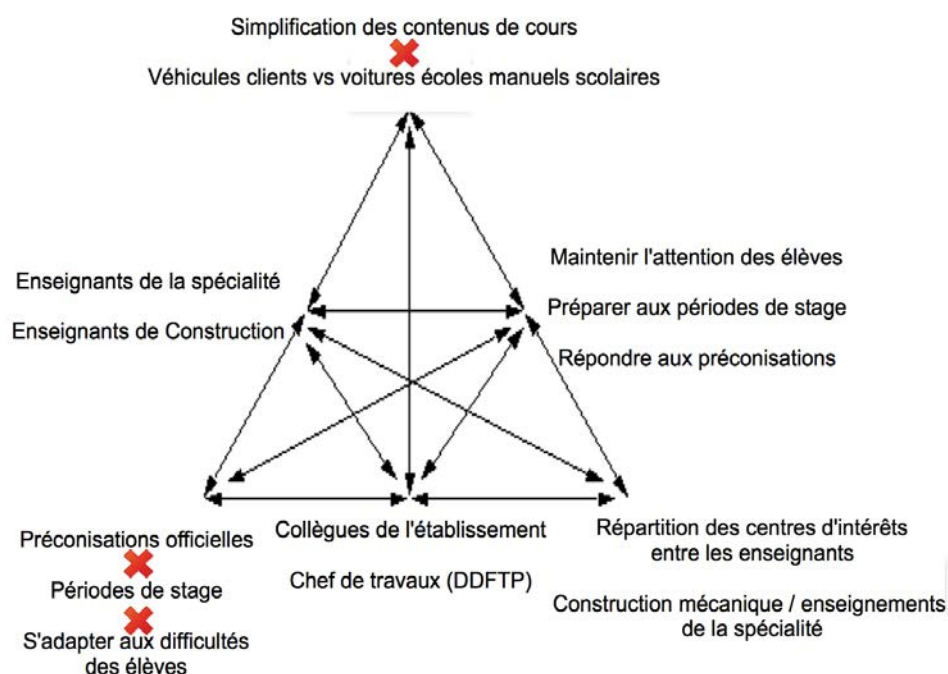 Simplification des contenus de cours
Véhicules clients vs voitures écoles manuels scolaires
Enseignants de la spécialité
Enseignants de Construction
Maintenir l'attention des élèves
Préparer aux périodes de stage
Répondre aux préconisations
Préconisations officielles
Périodes de stage
S'adapter aux difficultés
des élèves
Collègues de l'établissement
Chef de travaux (DDFTP)
Répartition des centres d'intérêts
entre les enseignants
Construction mécanique / enseignements
de la spécialité